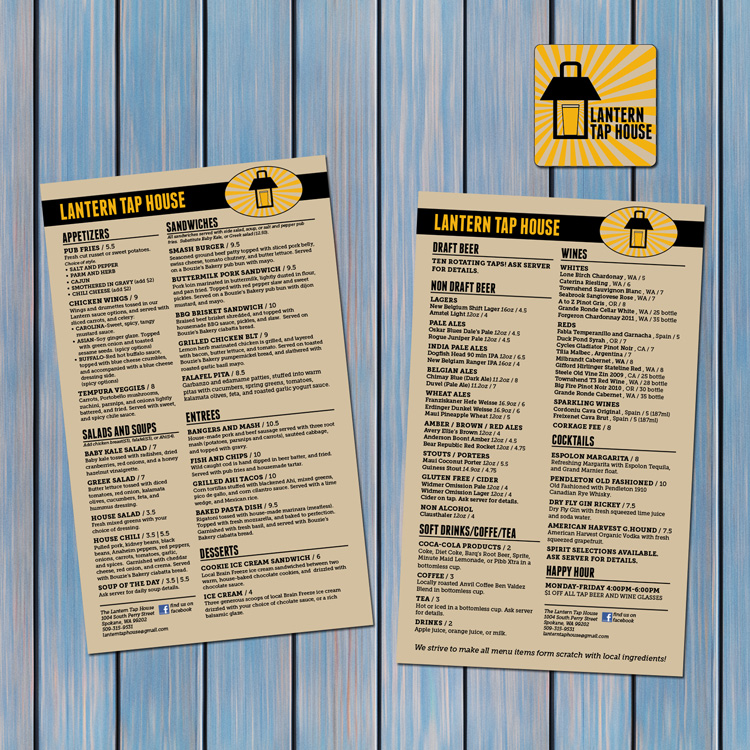 LANTERN
TAP HOUSE
LANTERN TAP HOUSE
APPETIZERS
PUB FRIES / 5.5
Fresh cut russet or sweet potatoes.
Choice of style.
• SALT AND PEPPER
• PARM AND HERB
• CAJUN
• SMOTHERED IN GRAVY (add $2)
• CHILI CHEESE (add $2)
CHICKEN WINGS / 9
Wings and drumettes tossed in our
Lantern sauce options, and served with
sliced carrots, and celery:
• CAROLINA-Sweet, spicy, tangy
mustard sauce.
• ASIAN-Soy ginger glaze. Topped
with green onion and toasted
sesame seeds. (spicy option)
• BUFFALO-Red hot buffalo sauce,
topped with blue cheese crumbles,
and accompanied with a blue cheese
dressing side.
(spicy option)
TEMPURA VEGGIES / 8
Carrots, Portobello mushrooms,
zuchini, parsnips, and onions lightly
battered, and fried. Served with sweet,
and spicy chile sauce.
SALADS AND SOUPS
Add chicken breast($3), falafel($3), or Ahi($4)
BABY KALE SALAD / 7
Baby kale tossed with radishes, dried
cranberries, red onions, and a honey
hazelnut vinaigrette.
GREEK SALAD / 7
Butter lettuce tossed with diced
tomatoes, red onion, kalamata
olives, cucumbers, feta, and
hummus dressing.
HOUSE SALAD / 3.5
Fresh mixed greens with your
choice of dressing.
HOUSE CHILI / 3.5 | 5.5
Pulled pork, kidney beans, black
beans, Anaheim peppers, red peppers,
onions, carrots, tomatoes, garlic,
and spices. Garnished with cheddar
cheese, red onion, and crema. Served
with Bouzie's Bakery ciabatta bread.
SOUP OF THE DAY / 3.5 | 5.5
Ask server for daily soup details.
The Lantern Tap House
1004 South Perry Street
Spokane, WA 99202
509-315-9531
lanterntaphouse@gmail.com
find us on
facebook
SANDWICHES
All sandwiches served with side salad, soup, or salt and pepper pub
fries. Substitute Baby Kale, or Greek salad
SMASH BURGER / 9.5
Seasoned ground beef patty topped with sliced pork belly,
swiss cheese, tomato chutney, and butter lettuce. Served
on a Bouzie's Bakery pub bun with mayo.
BUTTERMILK PORK SANDWICH / 9.5
Pork loin marinated in buttermilk, lightly dusted in flour,
and pan fried. Topped with red pepper slaw and sweet
pickles. Served on a Bouzie's Bakery pub bun with dijon
mustard, and mayo.
BBQ BRISKET SANDWICH / 10
Braised beef brisket shredded, and topped with
housemade BBQ sauce, pickles, and slaw. Served on
Bouzie's Bakery ciabatta bread.
GRILLED CHICKEN BLT / 9
Lemon herb marinated chicken is grilled, and layered
with bacon, butter lettuce, and tomato. Served on toasted
Bouzie's Bakery pumpernickel bread, and slathered with
roasted garlic basil mayo.
FALAFEL PITA / 8.5
Garbanzo and edamame patties, stuffed into warm
pita with cucumbers, spring greens, tomatoes,
kalamata olives, feta, and roasted garlic yogurt sauce.
ENTREES
BANGERS AND MASH / 10.5
House-made pork and beef sausage served with three root
mash (potatoes, parsnips and carrots), sautéed cabbage,
and topped with gravy.
FISH AND CHIPS / 10
Wild caught cod is hand dipped in beer batter, and fried.
Served with pub fries and housemade tartar.
GRILLED AHI TACOS / 10
Corn tortillas stuffed with blackened Ahi, mixed greens,
pico de gallo, and corn cilantro sauce. Served with a lime
wedge, and Mexican rice.
BAKED PASTA DISH / 9.5
Rigatoni tossed with house-made marinara (meatless).
Topped with fresh mozzarella, and baked to perfection.
Garnished with fresh basil, and served with Bouzie's
Bakery ciabatta bread.
DESSERTS
COOKIE ICE CREAM SANDWICH / 6
Local Brain Freeze ice cream sandwiched between two
warm, house-baked chocolate cookies, and drizzled with
chocolate sauce.
ICE CREAM / 4
Three generous scoops of local Brain Freeze ice cream
drizzled with your choice of chocolate sauce, or a rich
balsamic glaze.
LANTERN TAP HOUSE
DRAFT BEER
TEN ROTATING TAPS! ASK SERVER
FOR DETAILS.
NON DRAFT BEER
LAGERS
New Belgium Shift Lager 16oz / 4.5
Amstel Light 12oz / 4
PALE ALES
Oskar Blues Dale's Pale 12oz / 4.5
Rogue Juniper Pale 12oz / 4.5
INDIA PALE ALES
Dogfish Head 90 min IPA 12oz / 6.5
New Belgian Ranger IPA 16oz / 4
BELGIAN ALES
Chimay Blue (Dark Ale) 11.2oz / 8
Duvel (Pale Ale) 11.2oz / 7
WHEAT ALES
Franziskaner Hefe Weisse 16.9oz / 6
Erdinger Dunkel Weisse 16.9oz / 6
Maui Pineapple Wheat 12oz / 5
AMBER / BROWN / RED ALES
Avery Ellie's Brown 12oz / 4
Anderson Boont Amber 12oz / 4.5
Bear Republic Red Rocket 12oz / 4.75
STOUTS / PORTERS
Maui Coconut Porter 12oz / 5.5
Guiness Stout 14.9oz / 4.75
GLUTEN FREE / CIDER
Widmer Omission Pale 12oz / 4
Widmer Omission Lager 12oz / 4
Cider on tap. Ask server for details.
NON ALCOHOL
Clausthaler 12oz / 4
SOFT DRINKS/COFFE/TEA
COCA-COLA PRODUCTS / 2
Coke, Diet Coke, Barq's Root Beer, Sprite,
Minute Maid Lemonade, or Pibb Xtra in a
bottomless cup.
COFFEE / 3
Locally roasted Anvil Coffee Ben Valdez
Blend in bottomless cup.
TEA / 3
Hot or iced in a bottomless cup. Ask server
for details.
DRINKS / 2
Apple juice, orange juice, or milk.
WINES
WHITES
Lone Birch Chardonay , WA / 5
Caterina Riesling , WA / 6
Townshend Sauvignon Blanc , WA / 7
Seabrook Sangiovese Rose , WA / 7
A to Z Pinot Gris , OR / 8
Grande Ronde Cellar White , WA / 25 bottle
Forgeron Chardonnay 2011 , WA / 35 bottle
REDS
Fabla Temperanillo and Garnacha , Spain / 5
Duck Pond Syrah , OR / 7
Cycles Gladiator Pinot Noir , CA / 7
Tilia Malbec , Argentina / 7
Milbrandt Cabernet , WA / 8
Gifford Hirlinger Stateline Red , WA / 8
Steele Old Vine Zin 2009 , CA / 25 bottle
Townshend T3 Red Wine , WA / 28 bottle
Big Fire Pinot Noir 2010 , OR / 30 bottle
Grande Ronde Cabernet , WA / 35 bottle
SPARKLING WINES
Cordoniu Cava Original , Spain / 5 (187ml)
Freixenet Cava Brut , Spain / 5 (187ml)
CORKAGE FEE / 8
COCKTAILS
ESPOLON MARGARITA / 8
Refreshing Margarita with Espolon Tequila,
and Grand Marnier float.
PENDLETON OLD FASHIONED / 10
Old Fashioned with Pendleton 1910
Canadian Rye Whisky.
DRY FLY GIN RICKEY / 7.5
Dry Fly Gin with fresh squeezed lime juice
and soda water.
AMERICAN HARVEST G.HOUND / 7.5
American Harvest Organic Vodka with fresh
squeezed grapefruit.
SPIRIT SELECTIONS AVAILABLE.
ASK SERVER FOR DETAILS.
HAPPY HOUR
MONDAY-FRIDAY 4:00PM-6:00PM
$1 OFF ALL TAP BEER AND WINE GLASSES
The Lantern Tap House
1004 South Perry Street
Spokane, WA 99202
509-315-9531
lanterntaphouse@gmail.com
find us on
facebook
We strive to make all menu items form scratch with local ingredients!